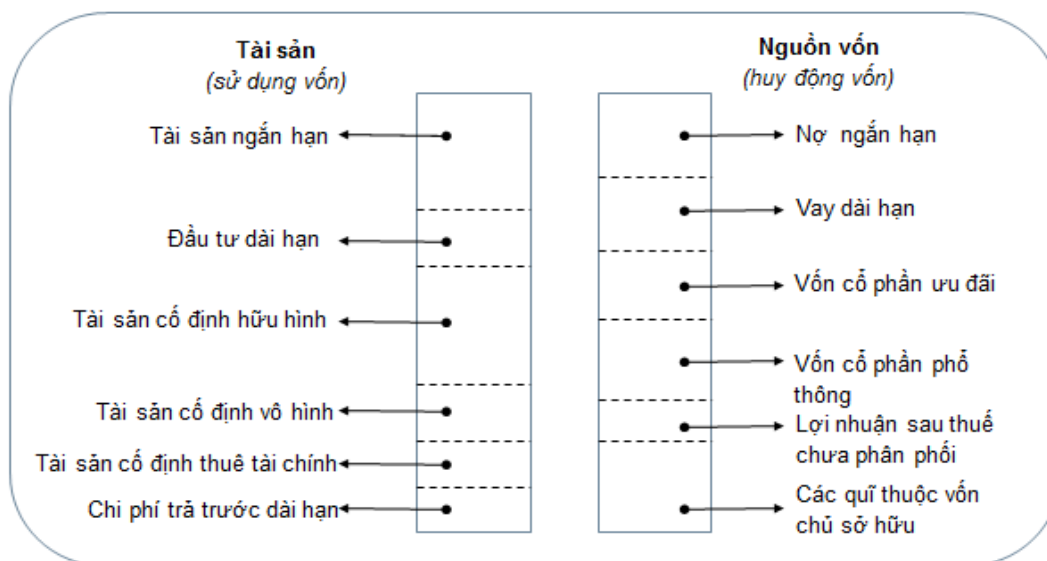 Tài sản
(sử dụng vốn)
Tài sản ngắn hạn
Đầu tư dài hạn
Tài sản cố định hữu hình
Tài sản cố định vô hình
Tài sản cố định thuê tài chính
Chi phí trả trước dài hạn
Nguồn vốn
(huy động vốn)
Nợ ngắn hạn
Vay dài hạn
Vốn cổ phần ưu đãi
Vốn cổ phần phổ
thông
Lợi nhuận sau thuế
chưa phân phối
Các quĩ thuộc vốn
chủ sở hữu